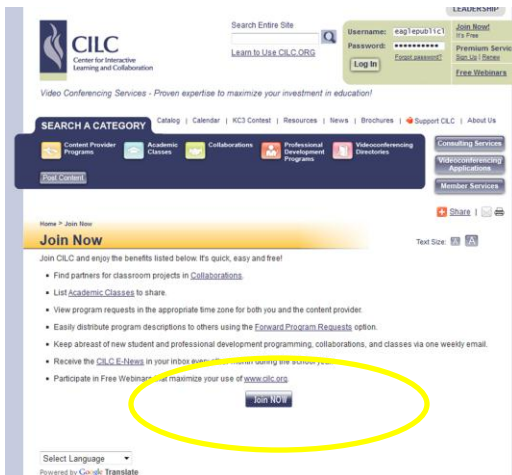 LEADERSHIP
Search Entire Site
CILC
Center for Interactive
Learning and Collaboration
Learn to Use CILC.ORG
Username: eaglepublicl
Password:
Forgot password?
Log In
Join Now!
It's Free
Premium Servic
Sign Up | Renew
Free Webinars
Video Conferencing Services - Proven expertise to maximize your investment in education!
SEARCH A CATEGORY
Catalog | Calendar | KC3 Contest | Resources | News | Brochures | Support CILC | About Us
Content Provider Programs
Academic Classes
Collaborations
Professional Development Programs
Videoconferencing Directories
Post Content
Consulting Services
Videoconferencing Applications
Member Services
Share
Home > Join Now
Join Now
Text Size: A A
Join CILC and enjoy the benefits listed below. It's quick, easy and free!
• Find partners for classroom projects in Collaborations.
• List Academic Classes to share.
• View program requests in the appropriate time zone for both you and the content provider.
• Easily distribute program descriptions to others using the Forward Program Requests option.
• Keep abreast of new student and professional development programming, collaborations, and classes via one weekly email.
• Receive the CILC E-News in your inbox every month during the school year.
• Participate in Free Webinars that maximize your use of www.cilc.org.
Join NOW
Select Language
Powered by Google Translate